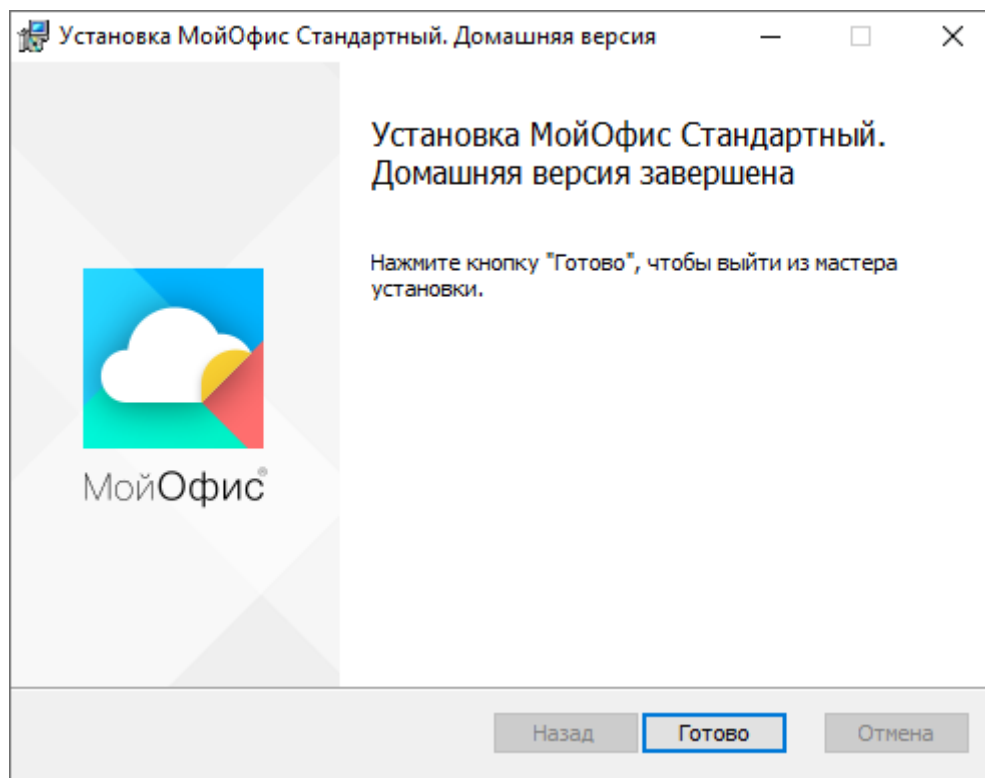 Установка МойОфис Стандартный. Домашняя версия
Установка МойОфис Стандартный.
Домашняя версия завершена
Нажмите кнопку "Готово", чтобы выйти из мастера
установки.
МойОфис®
Назад
Готово
Отмена